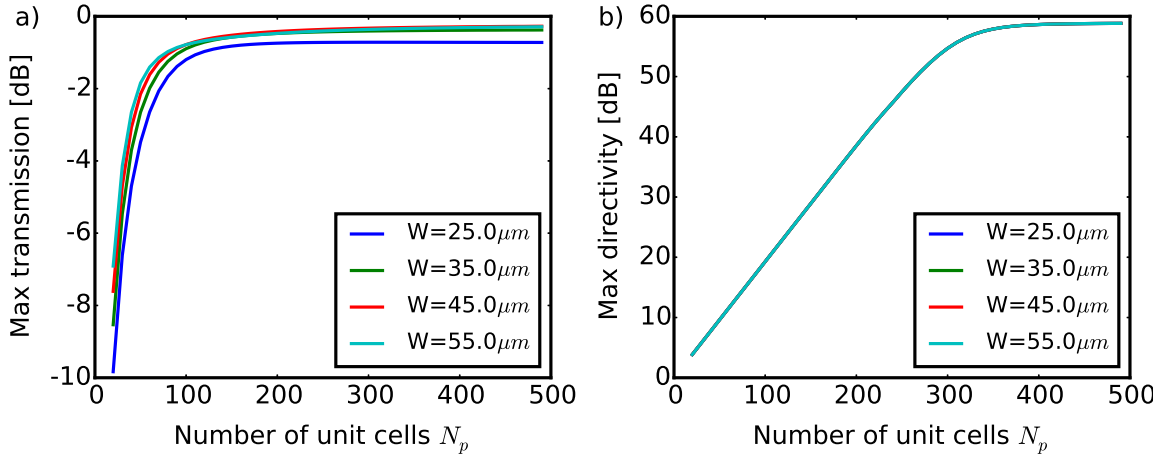 a)
Max transmission [dB]
0
-2
-4
-6
-8
-10
0 100 200 300 400 500
Number of unit cells N_p
W=25.0μm
W=35.0μm
W=45.0μm
W=55.0μm
b)
Max directivity [dB]
60
50
40
30
20
10
0
0 100 200 300 400 500
Number of unit cells N_p
W=25.0μm
W=35.0μm
W=45.0μm
W=55.0μm